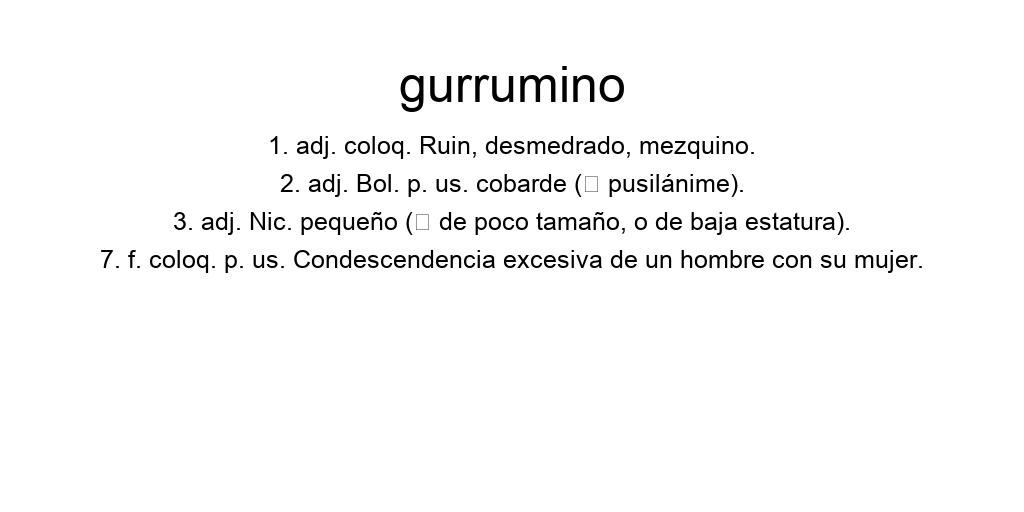 gurrumino
1. adj. coloq. Ruin, desmedrado, mezquino.
2. adj. Bol. p. us. cobarde (□ pusilánime).
3. adj. Nic. pequeño (□ de poco tamaño, o de baja estatura).
7. f. coloq. p. us. Condescendencia excesiva de un hombre con su mujer.